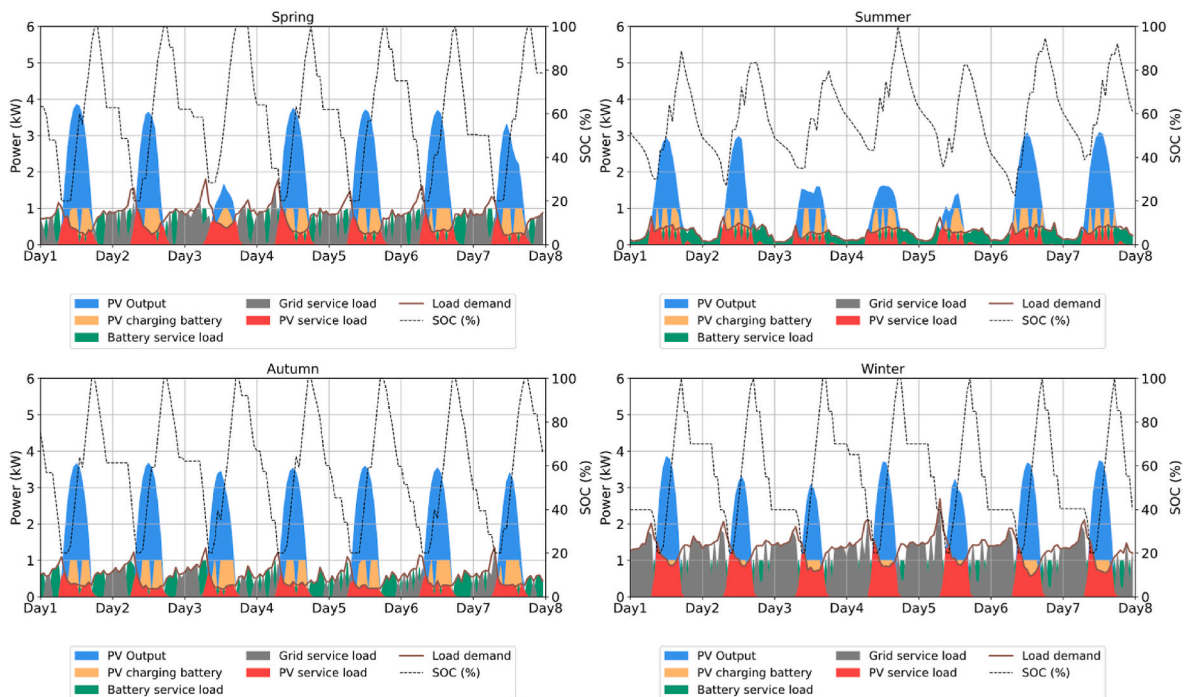 Spring
6
5
4
3
2
1
0
Power (kW)
100
80
60
40
20
0
SOC (%)
Day1 Day2 Day3 Day4 Day5 Day6 Day7 Day8
PV Output
PV charging battery
Battery service load
Grid service load
PV service load
Load demand
SOC (%)
Summer
6
5
4
3
2
1
0
Power (kW)
100
80
60
40
20
0
SOC (%)
Day1 Day2 Day3 Day4 Day5 Day6 Day7 Day8
PV Output
PV charging battery
Battery service load
Grid service load
PV service load
Load demand
SOC (%)
Autumn
6
5
4
3
2
1
0
Power (kW)
100
80
60
40
20
0
SOC (%)
Day1 Day2 Day3 Day4 Day5 Day6 Day7 Day8
PV Output
PV charging battery
Battery service load
Grid service load
PV service load
Load demand
SOC (%)
Winter
6
5
4
3
2
1
0
Power (kW)
100
80
60
40
20
0
SOC (%)
Day1 Day2 Day3 Day4 Day5 Day6 Day7 Day8
PV Output
PV charging battery
Battery service load
Grid service load
PV service load
Load demand
SOC (%)